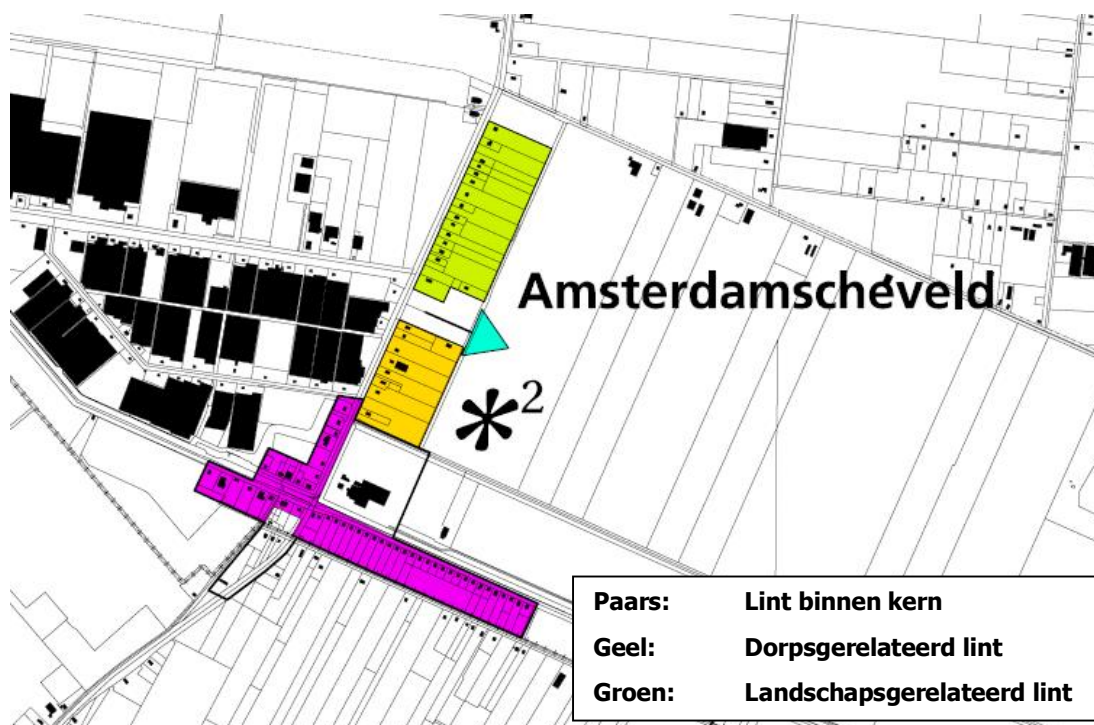 Amsterdamscheveld
*2
Paars: Lint binnen kern
Geel: Dorpsgerelateerd lint
Groen: Landschapsgerelateerd lint